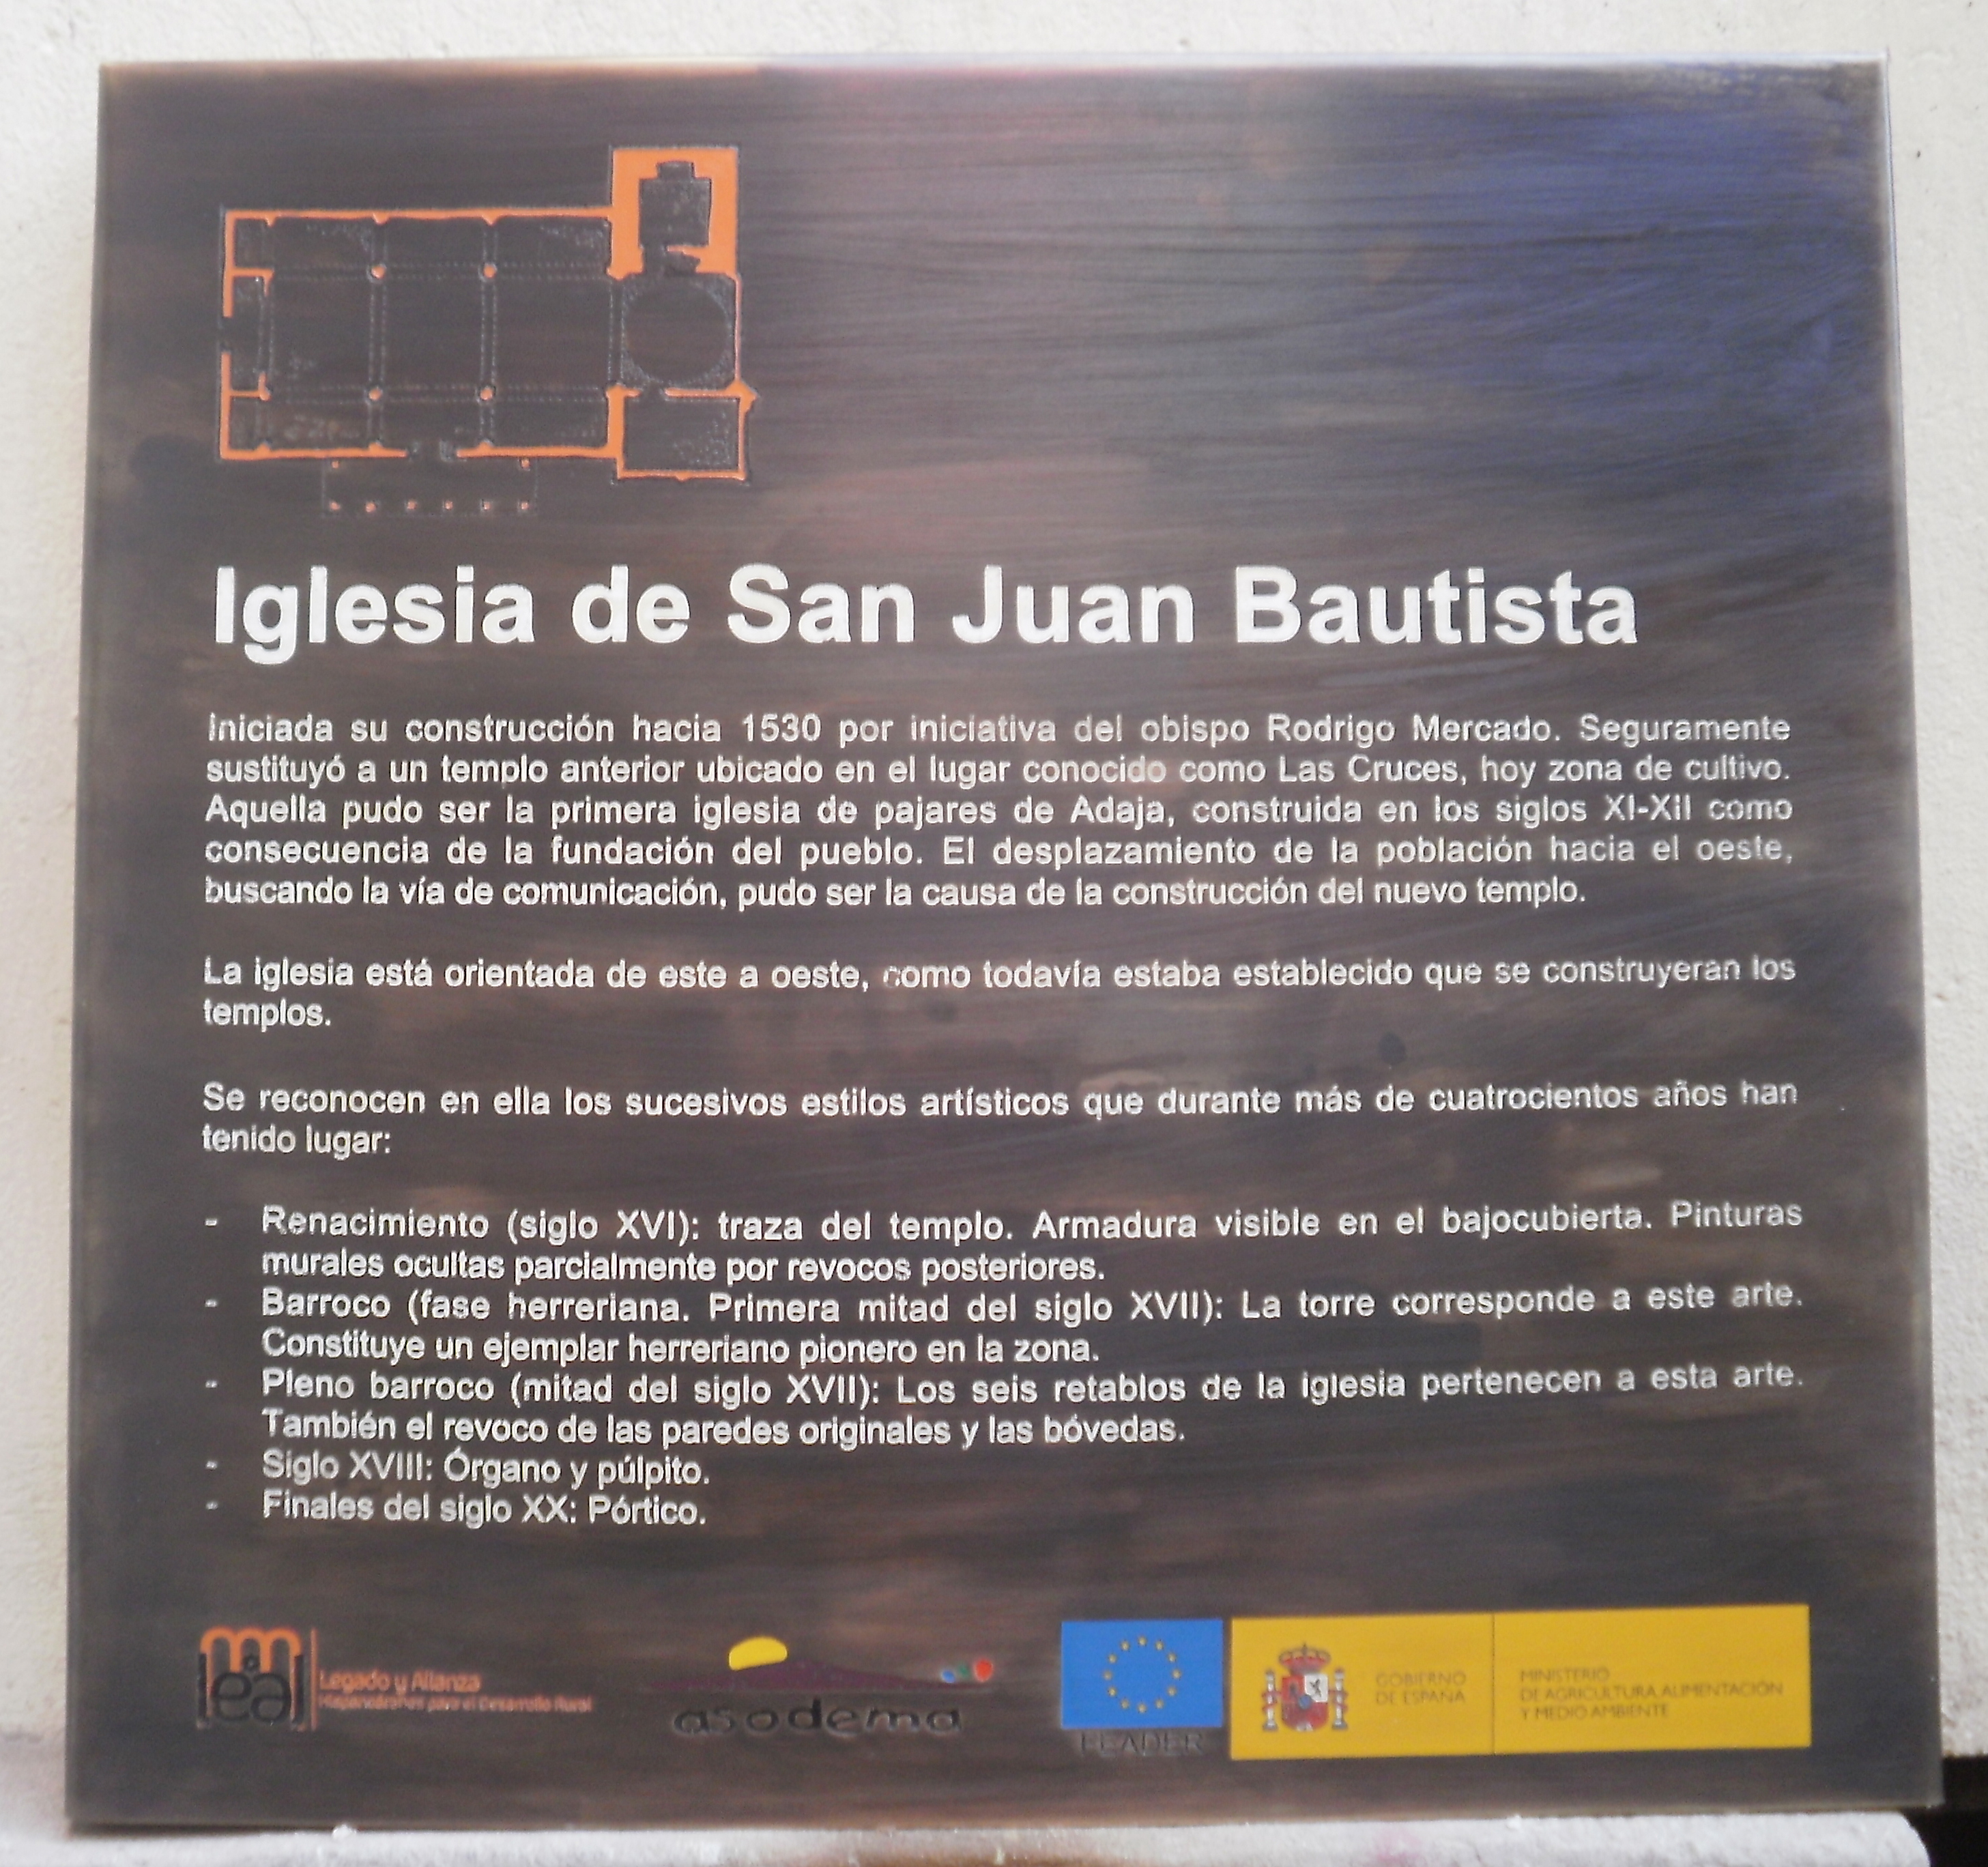 Iglesia de San Juan Bautista
Iniciada su construcción hacia 1530 por iniciativa del obispo Rodrigo Mercado. Seguramente
sustituyó a un templo anterior ubicado en el lugar conocido como Las Cruces, hoy zona de cultivo.
Aquella pudo ser la primera iglesia de pajares de Adaja, construida en los siglos XI-XII como
consecuencia de la fundación del pueblo. El desplazamiento de la población hacia el oeste,
buscando la vía de comunicación, pudo ser la causa de la construcción del nuevo templo.
La iglesia está orientada de este a oeste, como todavía estaba establecido que se construyeran los
templos.
Se reconocen en ella los sucesivos estilos artísticos que durante más de cuatrocientos años han
tenido lugar:
- Renacimiento (siglo XVI): traza del templo. Armadura visible en el bajocubierta. Pinturas
murales ocultas parcialmente por revocos posteriores.
- Barroco (fase herreriana. Primera mitad del siglo XVII): La torre corresponde a este arte.
Constituye un ejemplar herreriano pionero en la zona.
- Pleno barroco (mitad del siglo XVII): Los seis retablos de la iglesia pertenecen a esta arte.
También el revoco de las paredes originales y las bóvedas.
- Siglo XVIII: Órgano y púlpito.
- Finales del siglo XX: Pórtico.
leal
Legado y Alianza
para el Desarrollo Rural
asodema
LEADER
GOBIERNO
DE ESPAÑA
MINISTERIO
DE AGRICULTURA ALIMENTACIÓN
Y MEDIO AMBIENTE